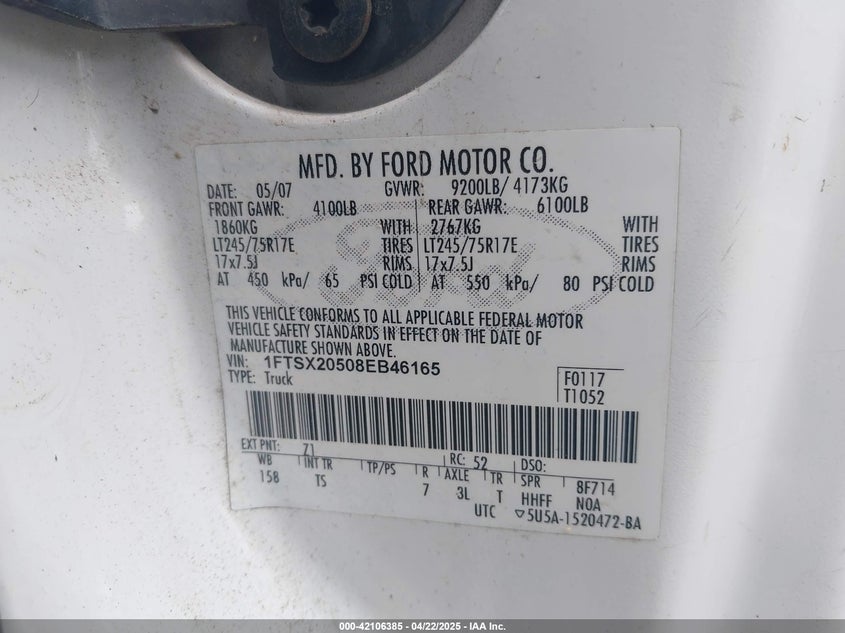 MFD. BY FORD MOTOR CO.
DATE: 05/07 GVWR: 9200LB/ 4173KG
FRONT GAWR: 4100LB REAR GAWR: 6100LB
1860KG WITH 2767KG WITH
LT245/75R17E TIRES LT245/75R17E TIRES
17x7.5J RIMS 17x7.5J RIMS
AT 450 kPa/ 65 PSI COLD AT 550 kPa/ 80 PSI COLD
THIS VEHICLE CONFORMS TO ALL APPLICABLE FEDERAL MOTOR
VEHICLE SAFETY STANDARDS IN EFFECT ON THE DATE OF
MANUFACTURE SHOWN ABOVE.
VIN: 1FTSX20508EB46165
TYPE: Truck
F0117
T1052
EXT PNT: Z1 RC: 52 DSO:
WB INT TR TP/PS R AXLE TR SPR 8F714
158 TS 7 3L T HHFF N0A
UTC 5U5A-1520472-BA
000-42106385 - 04/22/2025 - IAA Inc.